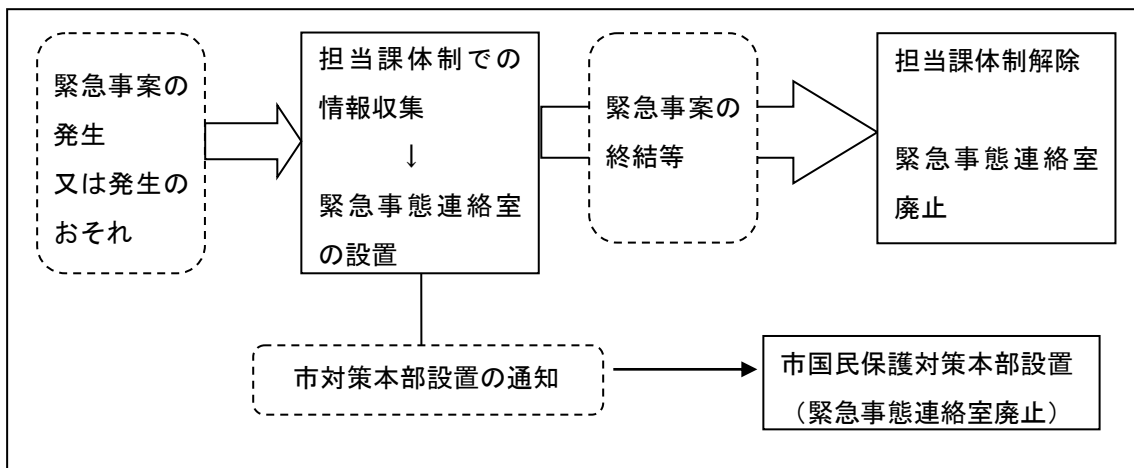 緊急事案の
発生
又は発生の
おそれ
担当課体制での
情報収集
↓
緊急事態連絡室
の設置
緊急事案の
終結等
担当課体制解除
緊急事態連絡室
廃止
市対策本部設置の通知
市国民保護対策本部設置
（緊急事態連絡室廃止）